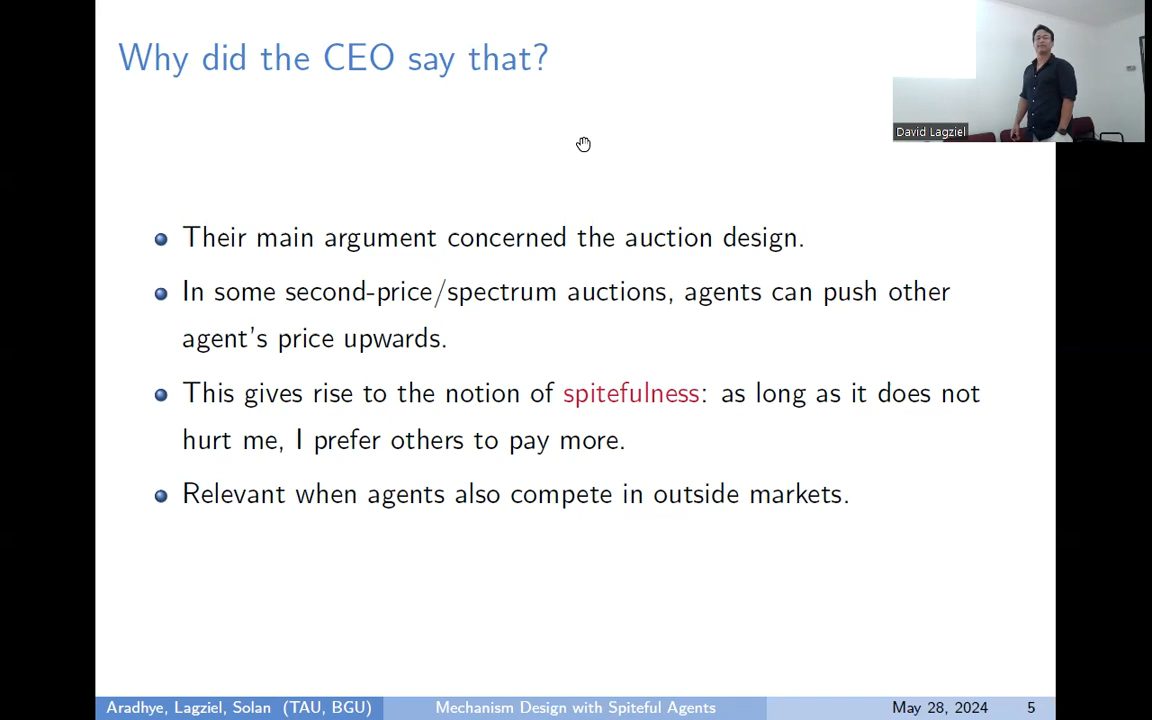 Why did the CEO say that?
David Lagziel
Their main argument concerned the auction design.
In some second-price/spectrum auctions, agents can push other
agent's price upwards.
This gives rise to the notion of spitefulness: as long as it does not
hurt me, I prefer others to pay more.
Relevant when agents also compete in outside markets.
Aradhye, Lagziel, Solan (TAU, BGU) Mechanism Design with Spiteful Agents May 28, 2024 5